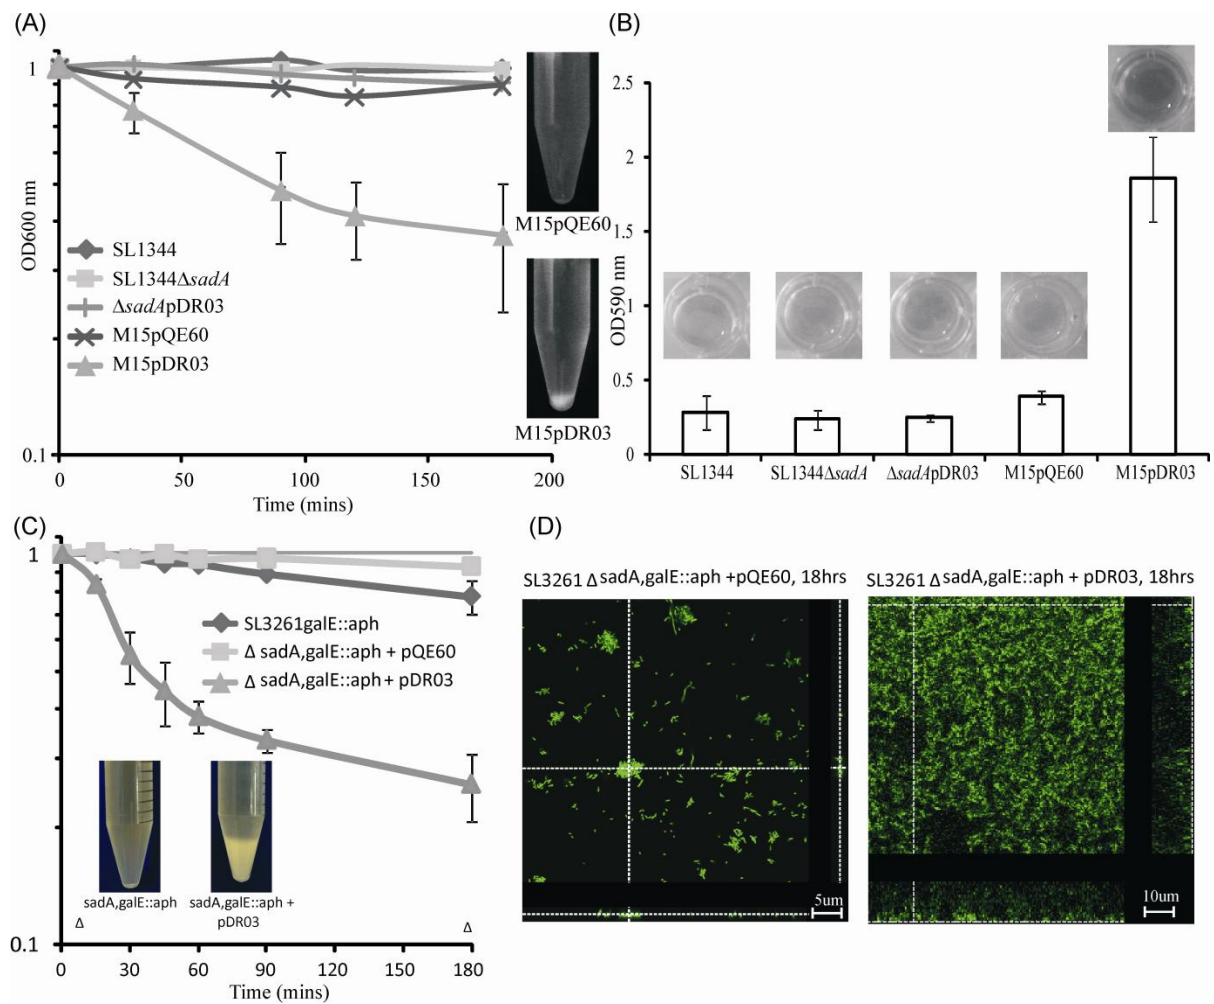 (A)
1
OD600 nm
0.1
0
50
100
150
200
Time (mins)
SL1344
SL1344ΔsadA
ΔsadApDR03
M15pQE60
M15pDR03
M15pQE60
M15pDR03
(B)
2.5
2
1.5
1
0.5
0
OD590 nm
SL1344
SL1344ΔsadA
ΔsadApDR03
M15pQE60
M15pDR03
(C)
1
0.1
0
30
60
90
120
150
180
Time (mins)
SL3261galE::aph
Δ sadA,galE::aph + pQE60
Δ sadA,galE::aph + pDR03
sadA,galE::aph
Δ
sadA,galE::aph +
pDR03
Δ
(D)
SL3261 Δ sadA,galE::aph +pQE60, 18hrs
5um
SL3261 Δ sadA,galE::aph + pDR03, 18hrs
10um